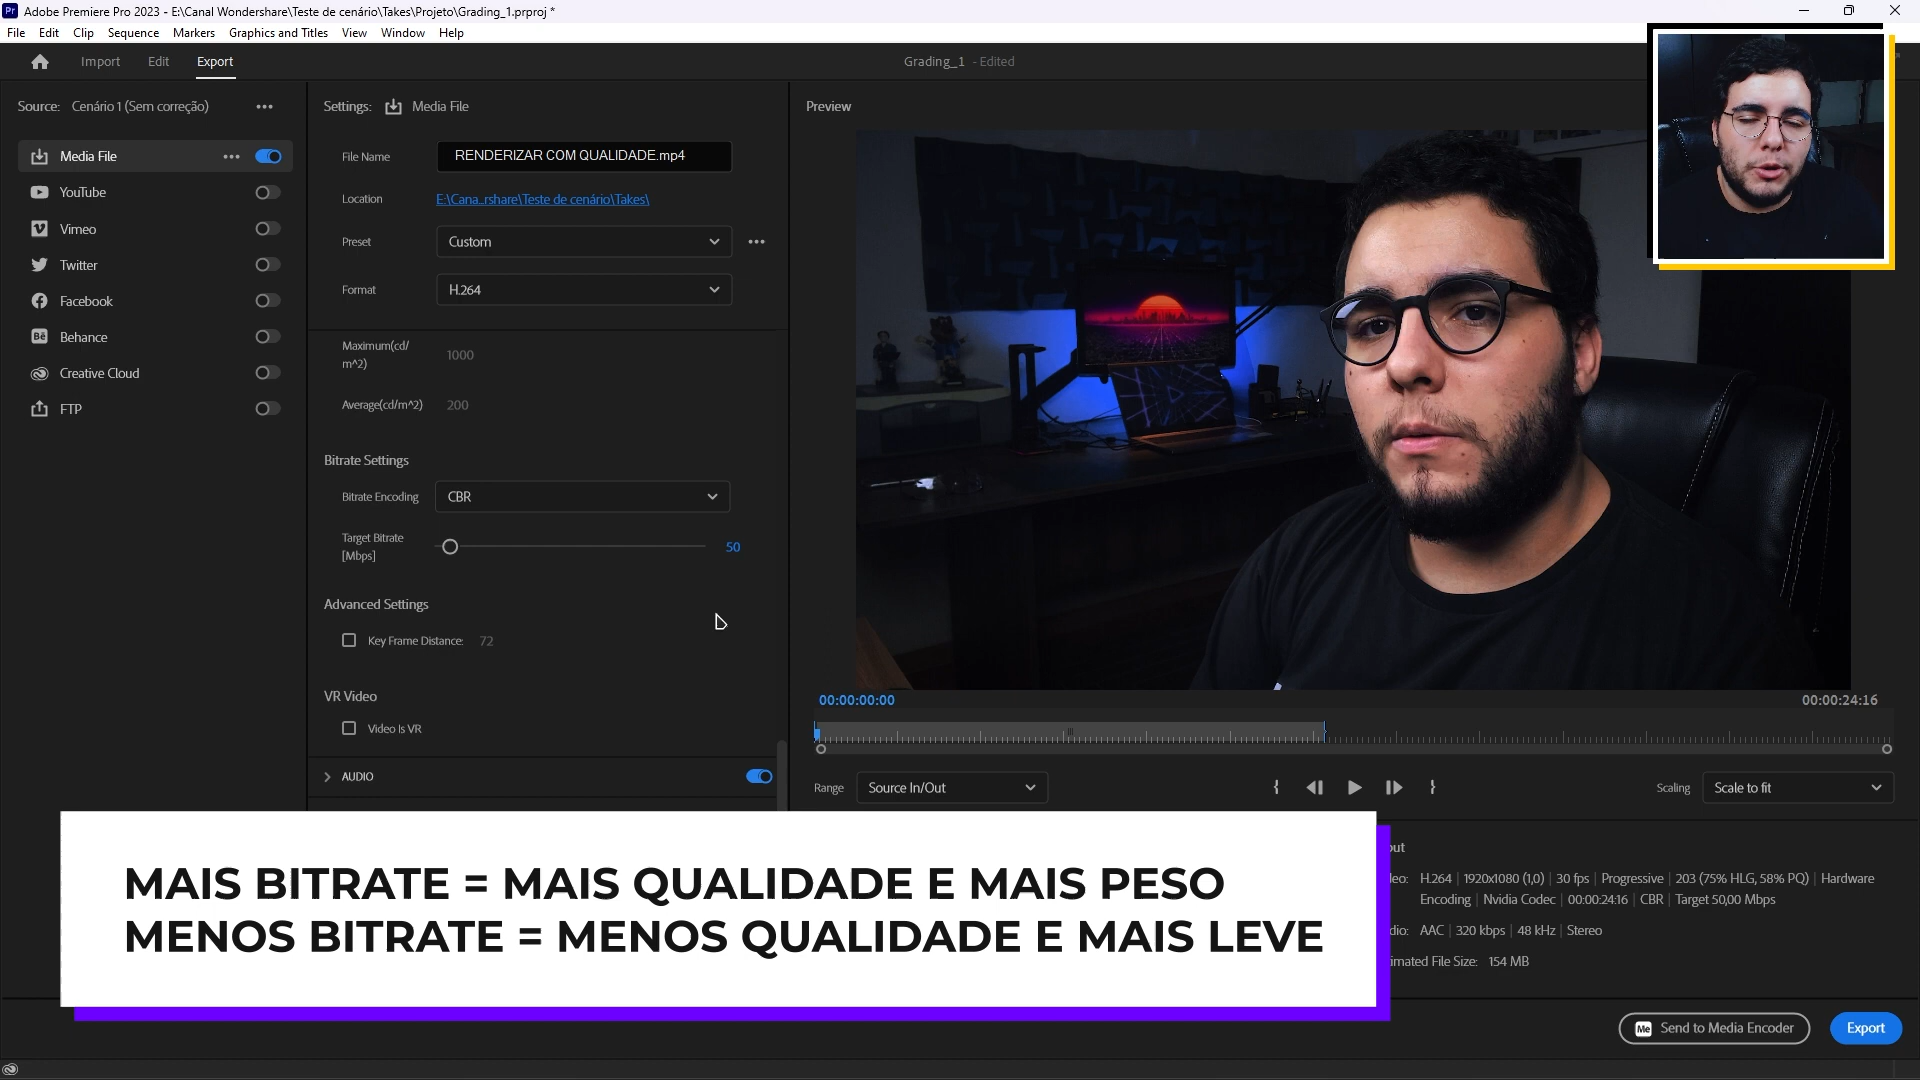 Pr Adobe Premiere Pro 2023 - E:\Canal Wondershare\Teste de cenário\Takes\Projeto\Grading_1.prproj *
File Edit Clip Sequence Markers Graphics and Titles View Window Help
Import Edit Export
Grading_1 - Edited
Source: Cenário 1 (Sem correção)
Media File
YouTube
Vimeo
Twitter
Facebook
Bē Behance
Creative Cloud
FTP
Settings: Media File
File Name RENDERIZAR COM QUALIDADE.mp4
Location E:\Cana...rshare\Teste de cenário\Takes\
Preset Custom
Format H.264
Maximum(cd/
m^2) 1000
Average(cd/m^2) 200
Bitrate Settings
Bitrate Encoding CBR
Target Bitrate
[Mbps] 50
Advanced Settings
Key Frame Distance: 72
VR Video
Video Is VR
AUDIO
Preview
00:00:00:00 00:00:24:16
Range Source In/Out
Scaling Scale to fit
MAIS BITRATE = MAIS QUALIDADE E MAIS PESO
MENOS BITRATE = MENOS QUALIDADE E MAIS LEVE
H.264 | 1920x1080 (1,0) | 30 fps | Progressive | 203 (75% HLG, 58% PQ) | Hardware
Encoding | Nvidia Codec | 00:00:24:16 | CBR | Target 50,00 Mbps
AAC | 320 kbps | 48 kHz | Stereo
File Size: 154 MB
Me Send to Media Encoder
Export